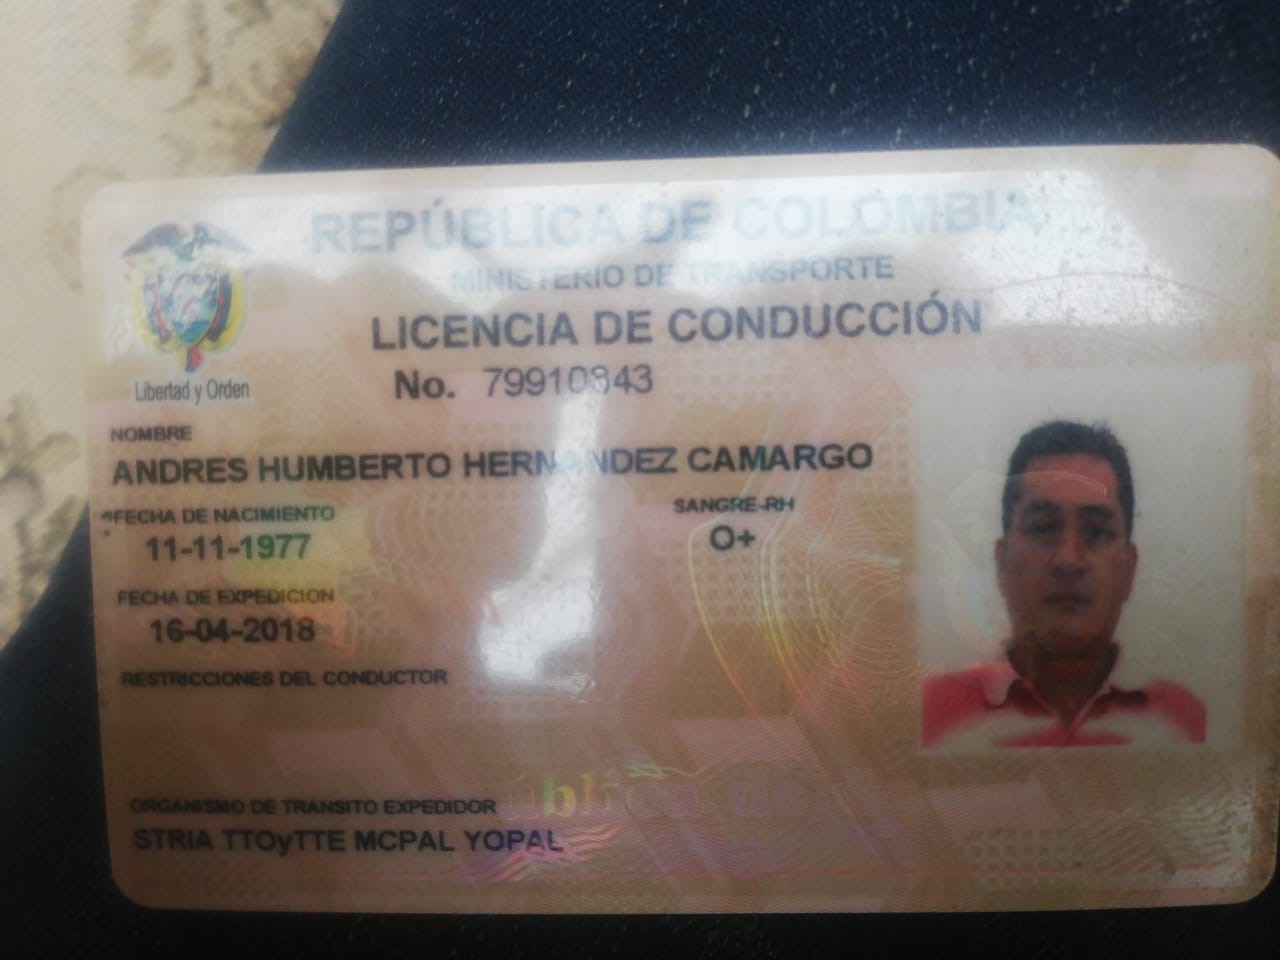 REPÚBLICA DE COLOMBIA
MINISTERIO DE TRANSPORTE
LICENCIA DE CONDUCCIÓN
Libertad y Orden
No. 79910843
NOMBRE
ANDRES HUMBERTO HERNANDEZ CAMARGO
FECHA DE NACIMIENTO
SANGRE-RH
11-11-1977
O+
FECHA DE EXPEDICION
16-04-2018
RESTRICCIONES DEL CONDUCTOR
ORGANISMO DE TRANSITO EXPEDIDOR
STRIA TTOyTTE MCPAL YOPAL